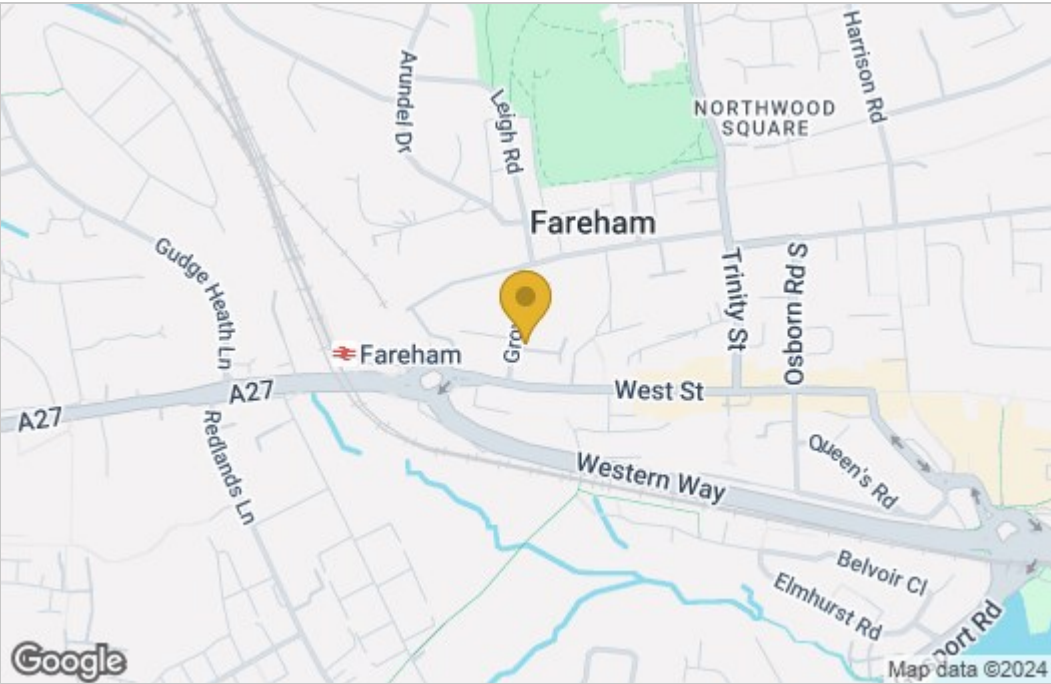 Arundel Dr
Leigh Rd
Harrison Rd
NORTHWOOD
SQUARE
Fareham
Gudge Heath Ln
Trinity St
Osborn Rd S
Fareham
A27
A27
West St
Redlands Ln
Western Way
Queen's Rd
Belvoir Cl
Elmhurst Rd
Google
Map data ©2024